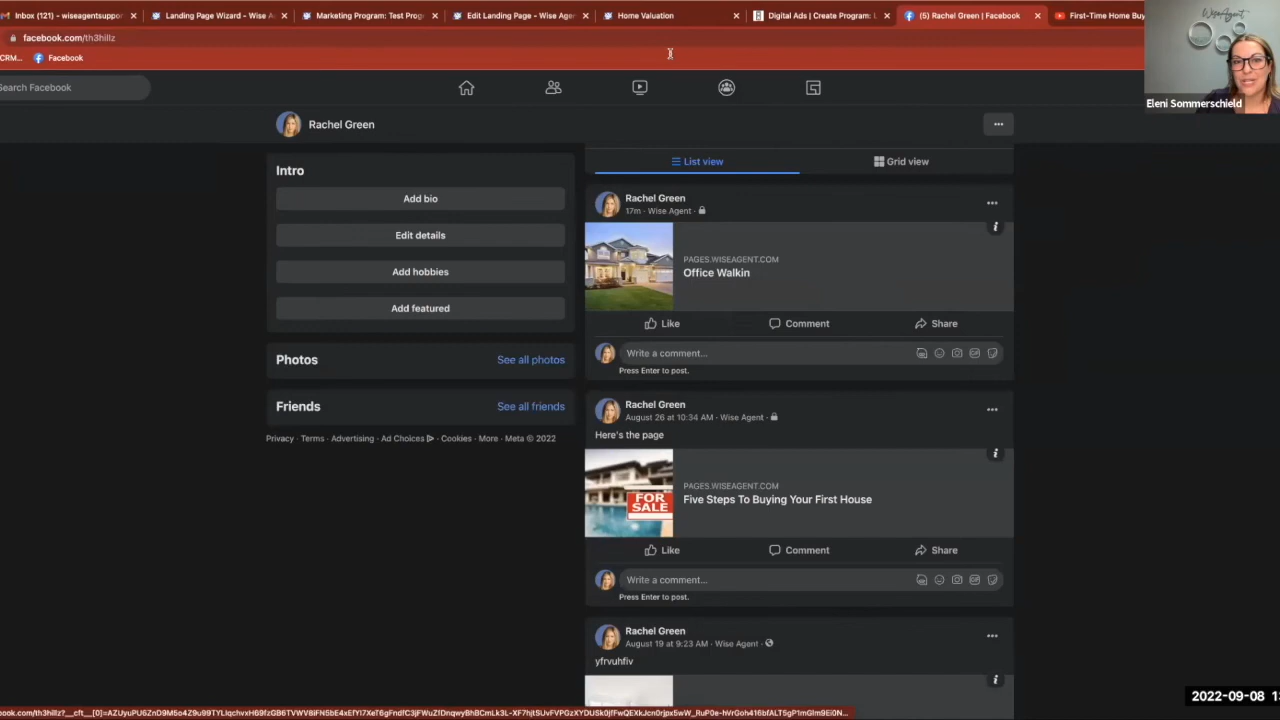 Inbox (121) - wiseagentsuppor
Landing Page Wizard - Wise A
Marketing Program: Test Prog
Edit Landing Page - Wise Agen
Home Valuation
Digital Ads | Create Program: L
(5) Rachel Green | Facebook
First-Time Home Buy
WiseAgent
facebook.com/th3hillz
CRM...
Facebook
Search Facebook
Eleni Sommerschield
Rachel Green
Intro
Add bio
Edit details
Add hobbies
Add featured
Photos
See all photos
Friends
See all friends
Privacy · Terms · Advertising · Ad Choices · Cookies · More · Meta © 2022
List view
Grid view
Rachel Green
17m · Wise Agent ·
PAGES.WISEAGENT.COM
Office Walkin
Like
Comment
Share
Write a comment...
Press Enter to post.
Rachel Green
August 26 at 10:34 AM · Wise Agent ·
Here's the page
FOR
SALE
PAGES.WISEAGENT.COM
Five Steps To Buying Your First House
Like
Comment
Share
Write a comment...
Press Enter to post.
Rachel Green
August 19 at 9:23 AM · Wise Agent ·
yfrvuhfiv
2022-09-08